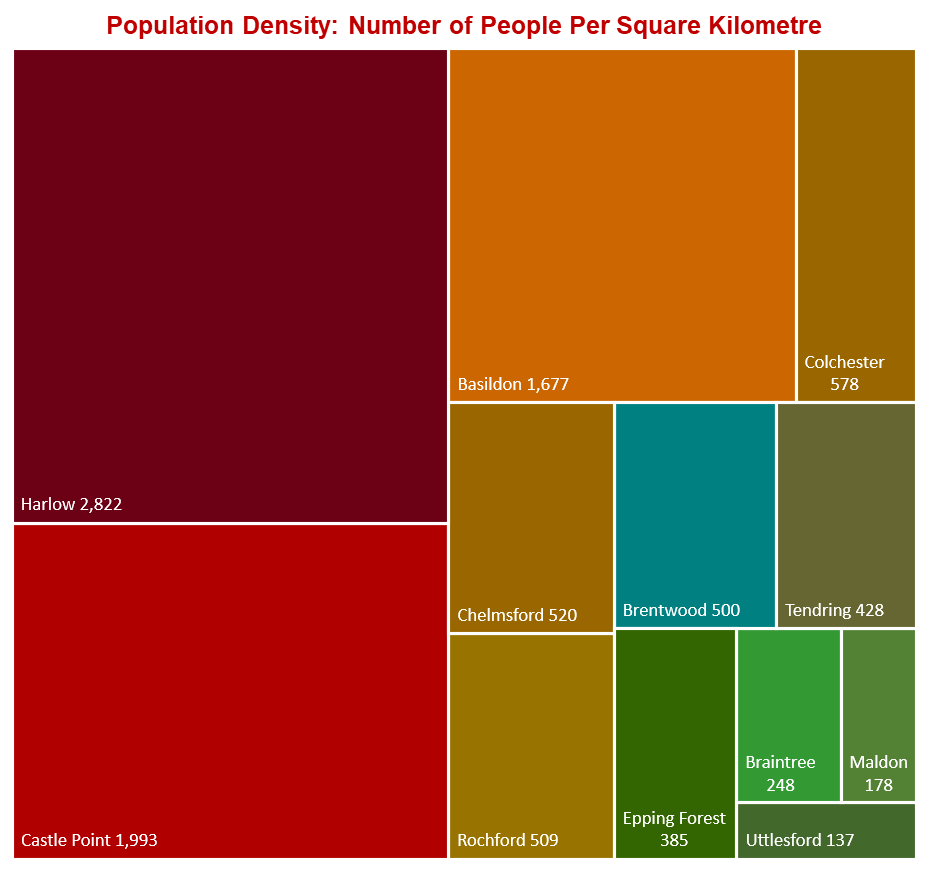 Population Density: Number of People Per Square Kilometre
Harlow 2,822
Castle Point 1,993
Basildon 1,677
Colchester
578
Chelmsford 520
Rochford 509
Brentwood 500
Tendring 428
Epping Forest
385
Braintree
248
Maldon
178
Uttlesford 137